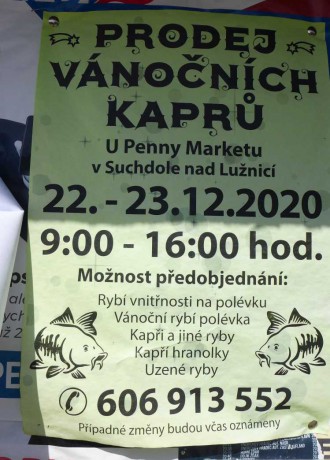 PRODEJ
VÁNOČNÍCH
KAPRŮ
U Penny Marketu
v Suchdole nad Lužnicí
22. - 23.12.2020
9:00 - 16:00 hod.
Možnost předobjednání:
Rybí vnitřnosti na polévku
Vánoční rybí polévka
Kapři a jiné ryby
Kapří hranolky
Uzené ryby
606 913 552
Případné změny budou včas oznámeny